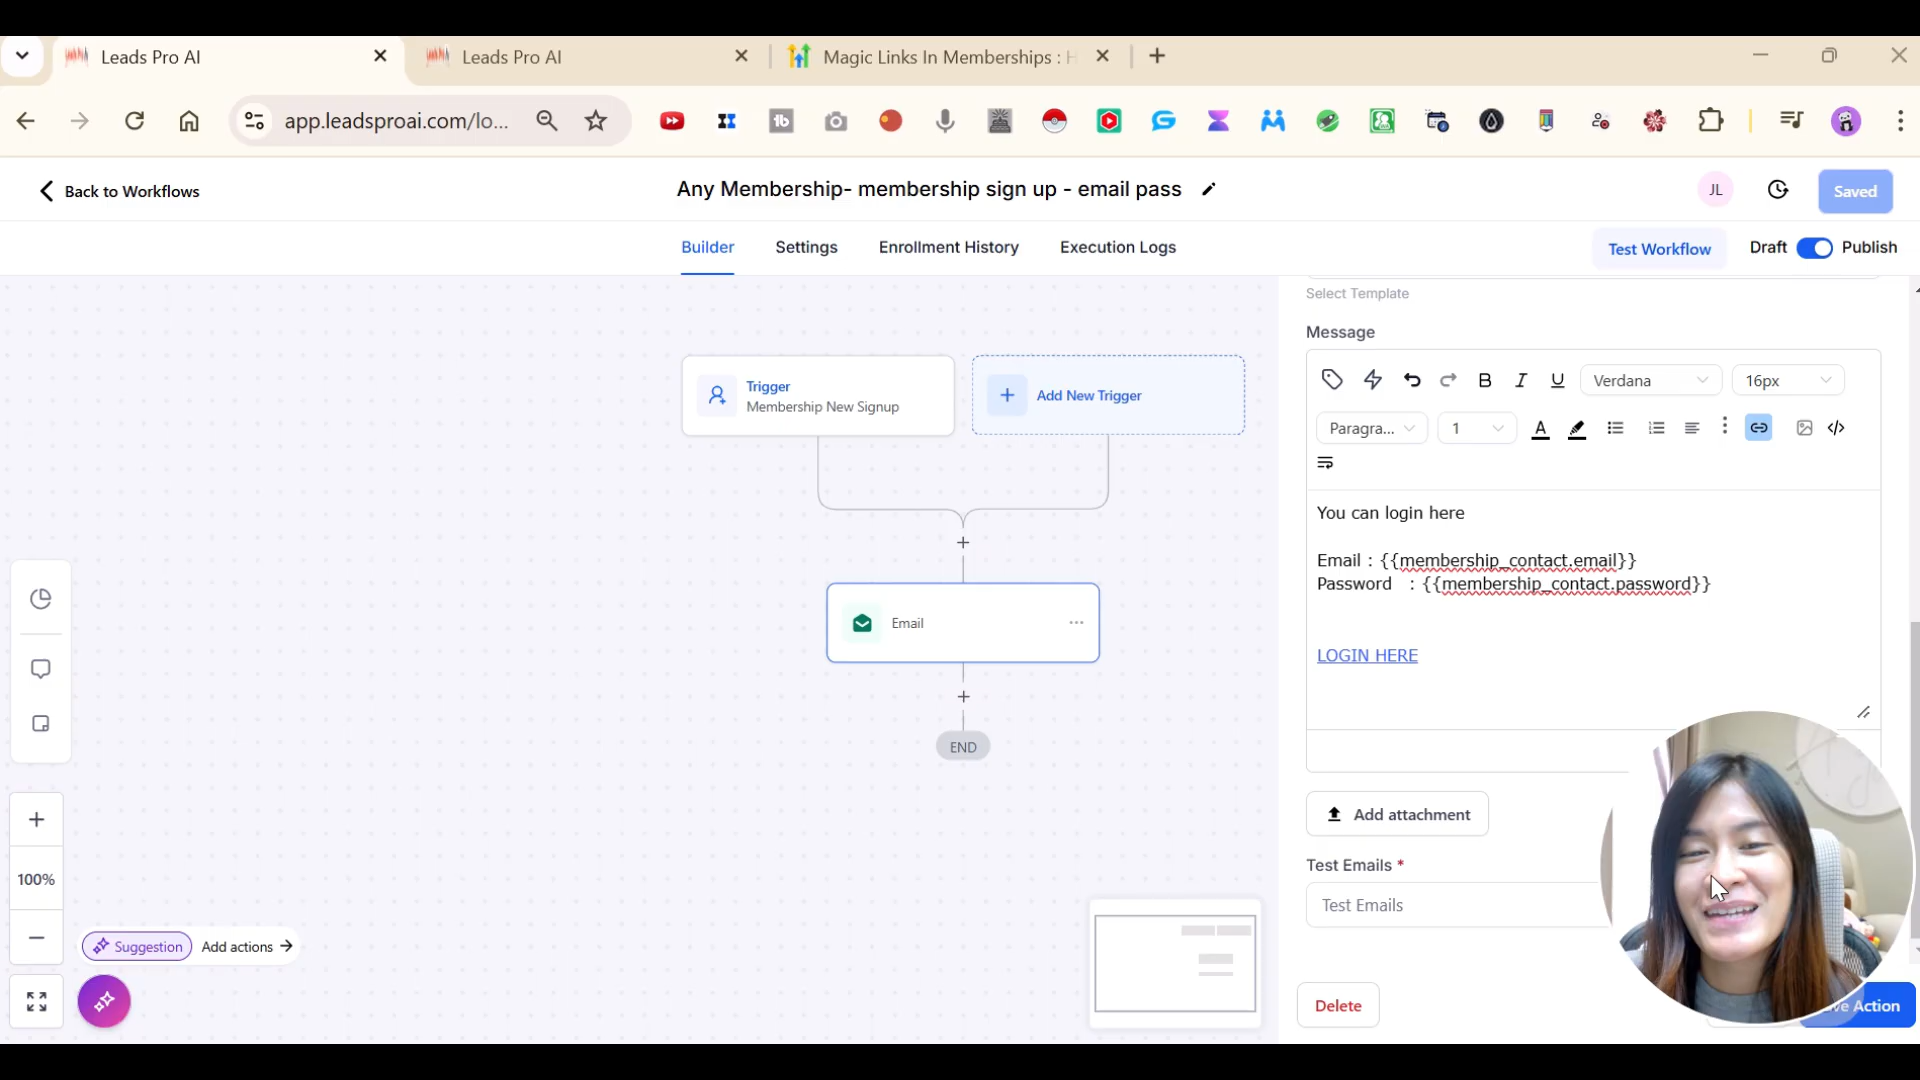 Leads Pro AI
Leads Pro AI
Magic Links In Memberships : H
app.leadsproai.com/lo...
Back to Workflows
Any Membership- membership sign up - email pass
JL
Saved
Builder
Settings
Enrollment History
Execution Logs
Test Workflow
Draft
Publish
Trigger
Membership New Signup
Add New Trigger
Email
END
100%
Suggestion
Add actions
Select Template
Message
Verdana
16px
Paragra...
1
You can login here
Email : {{membership_contact.email}}
Password : {{membership_contact.password}}
LOGIN HERE
Add attachment
Test Emails *
Test Emails
Delete
ve Action